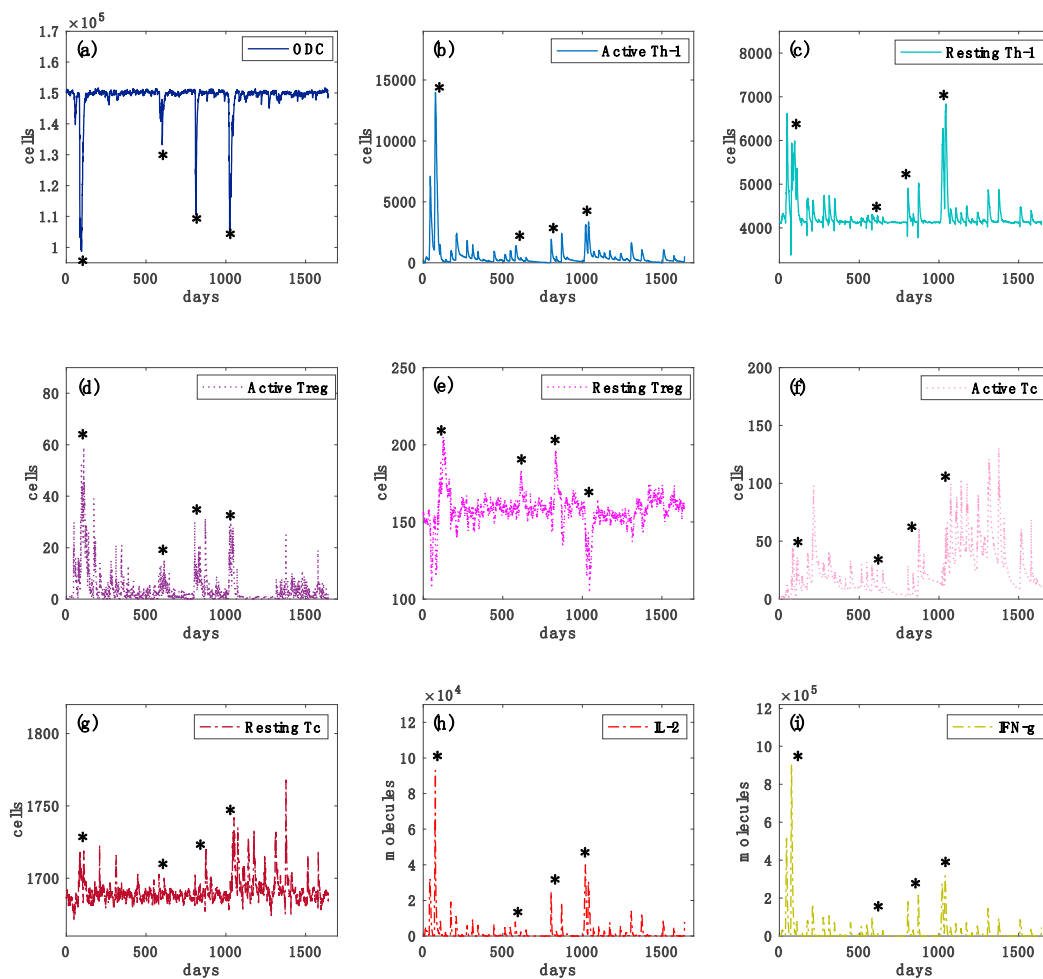 ×10^5
(a)
ODC
1.7
1.6
1.5
1.4
1.3
1.2
1.1
1
cells
0 500 1000 1500
days
*
*
*
*
(b)
Active Th-1
15000
10000
5000
0
cells
0 500 1000 1500
days
*
*
*
*
(c)
Resting Th-1
8000
7000
6000
5000
4000
cells
0 500 1000 1500
days
*
*
*
*
(d)
Active Treg
80
60
40
20
0
cells
0 500 1000 1500
days
*
*
*
*
(e)
Resting Treg
250
200
150
100
cells
0 500 1000 1500
days
*
*
*
*
(f)
Active Tc
200
150
100
50
0
cells
0 500 1000 1500
days
*
*
*
*
(g)
Resting Tc
1800
1750
1700
cells
0 500 1000 1500
days
*
*
*
*
×10^4
(h)
IL-2
12
10
8
6
4
2
0
molecules
0 500 1000 1500
days
*
*
*
*
×10^5
(i)
IFN-g
12
10
8
6
4
2
0
molecules
0 500 1000 1500
days
*
*
*
*